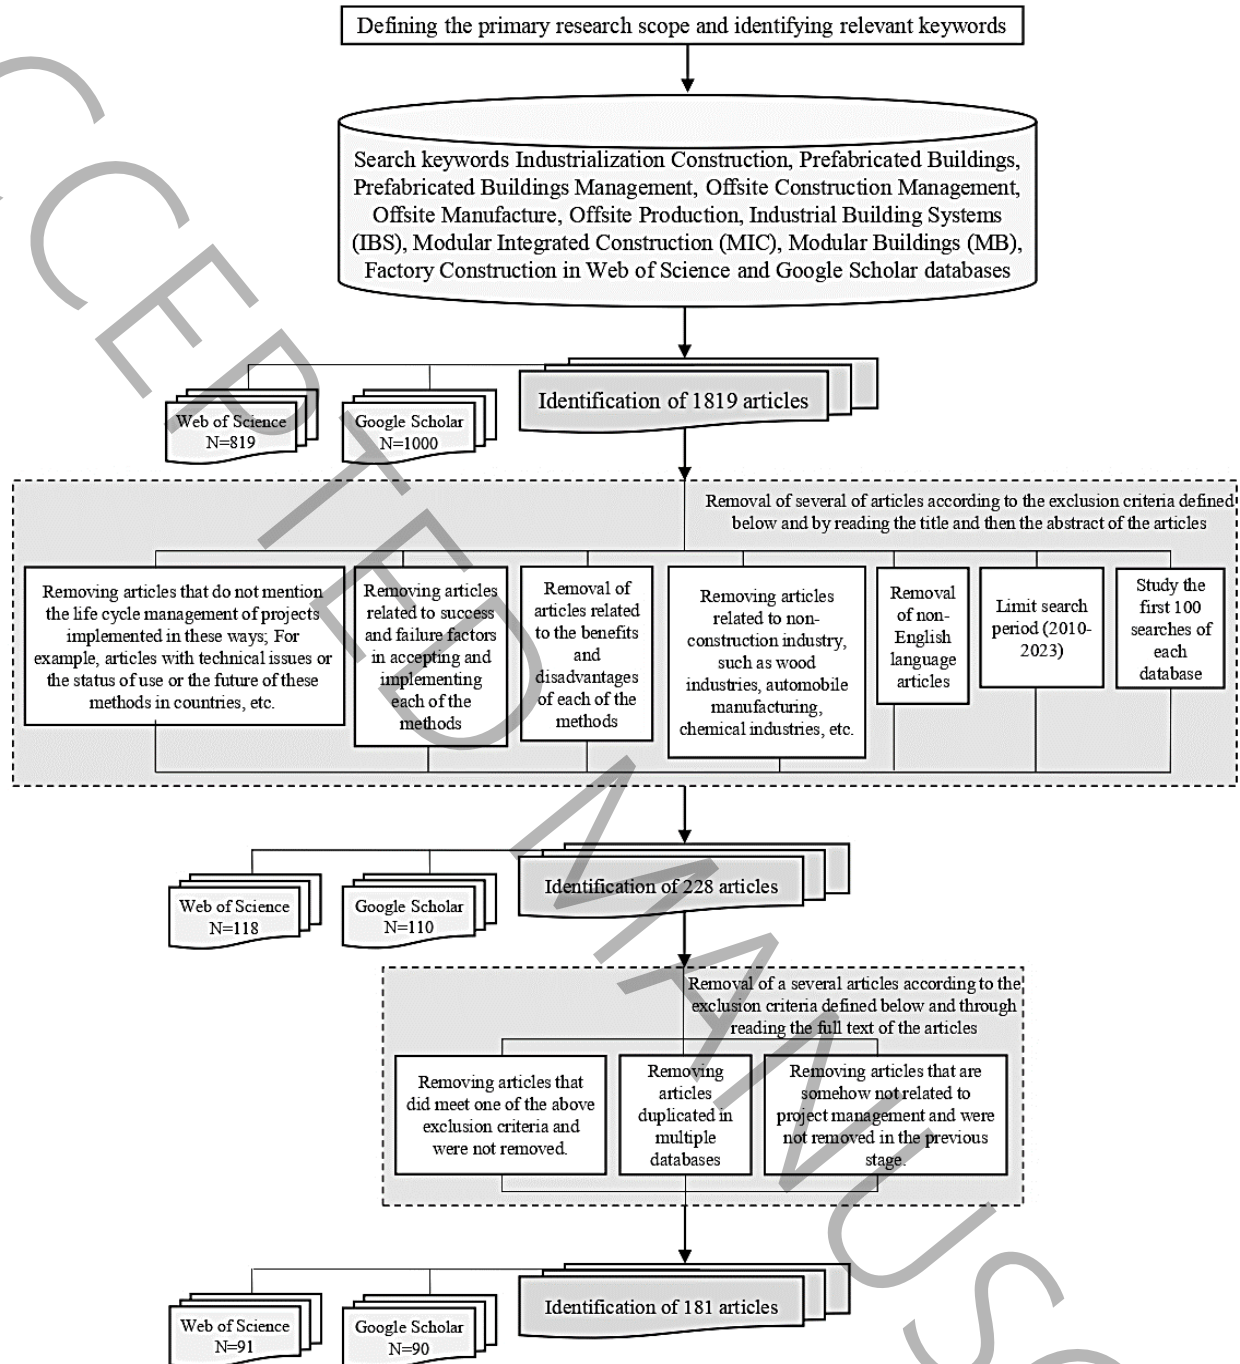 Defining the primary research scope and identifying relevant keywords
Search keywords Industrialization Construction, Prefabricated Buildings,
Prefabricated Buildings Management, Offsite Construction Management,
Offsite Manufacture, Offsite Production, Industrial Building Systems
(IBS), Modular Integrated Construction (MIC), Modular Buildings (MB),
Factory Construction in Web of Science and Google Scholar databases
Identification of 1819 articles
Web of Science
N=819
Google Scholar
N=1000
Removal of several of articles according to the exclusion criteria defined
below and by reading the title and then the abstract of the articles
Removing articles that do not mention
the life cycle management of projects
implemented in these ways; For
example, articles with technical issues or
the status of use or the future of these
methods in countries, etc.
Removing articles
related to success
and failure factors
in accepting and
implementing
each of the
methods
Removal of
articles related
to the benefits
and
disadvantages
of each of the
methods
Removing articles
related to non-
construction industry,
such as wood
industries, automobile
manufacturing,
chemical industries, etc.
Removal
of non-
English
language
articles
Limit search
period (2010-
2023)
Study the
first 100
searches of
each
database
Identification of 228 articles
Web of Science
N=118
Google Scholar
N=110
Removal of a several articles according to the
exclusion criteria defined below and through
reading the full text of the articles
Removing articles that
did meet one of the above
exclusion criteria and
were not removed.
Removing
articles
duplicated in
multiple
databases
Removing articles that are
somehow not related to
project management and were
not removed in the previous
stage.
Identification of 181 articles
Web of Science
N=91
Google Scholar
N=90
CCEPTED MANUSC